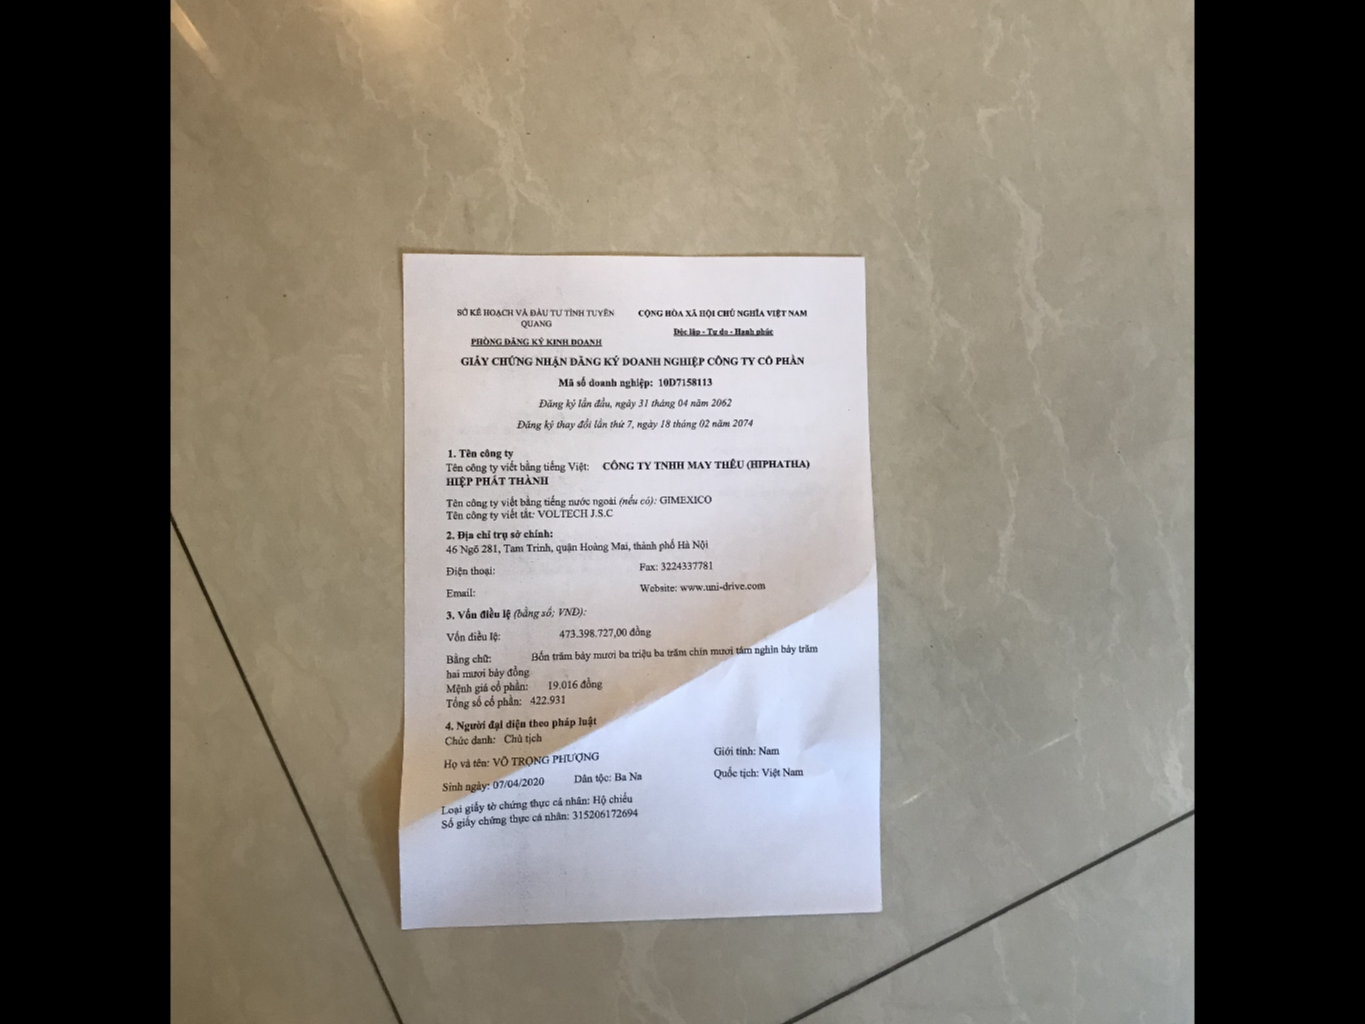 SỞ KẾ HOẠCH VÀ ĐẦU TƯ TỈNH TUYÊN
QUANG
PHÒNG ĐĂNG KÝ KINH DOANH
CỘNG HÒA XÃ HỘI CHỦ NGHĨA VIỆT NAM
Độc lập - Tự do - Hạnh phúc
GIẤY CHỨNG NHẬN ĐĂNG KÝ DOANH NGHIỆP CÔNG TY CỔ PHẦN
Mã số doanh nghiệp: 10D7158113
Đăng ký lần đầu, ngày 31 tháng 04 năm 2062
Đăng ký thay đổi lần thứ 7, ngày 18 tháng 02 năm 2074
1. Tên công ty
Tên công ty viết bằng tiếng Việt: CÔNG TY TNHH MAY THÊU (HIPHATHA)
HIỆP PHÁT THÀNH
Tên công ty viết bằng tiếng nước ngoài (nếu có): GIMEXICO
Tên công ty viết tắt: VOLTECH J.S.C
2. Địa chỉ trụ sở chính:
46 Ngõ 281, Tam Trinh, quận Hoàng Mai, thành phố Hà Nội
Điện thoại: Fax: 3224337781
Email: Website: www.uni-drive.com
3. Vốn điều lệ (bằng số; VNĐ):
Vốn điều lệ: 473.398.727,00 đồng
Bằng chữ: Bốn trăm bảy mươi ba triệu ba trăm chín mươi tám nghìn bảy trăm
hai mươi bảy đồng
Mệnh giá cổ phần: 19.016 đồng
Tổng số cổ phần: 422.931
4. Người đại diện theo pháp luật
Chức danh: Chủ tịch
Họ và tên: VÕ TRỌNG PHƯỢNG Giới tính: Nam
Sinh ngày: 07/04/2020 Dân tộc: Ba Na Quốc tịch: Việt Nam
Loại giấy tờ chứng thực cá nhân: Hộ chiếu
Số giấy chứng thực cá nhân: 315206172694